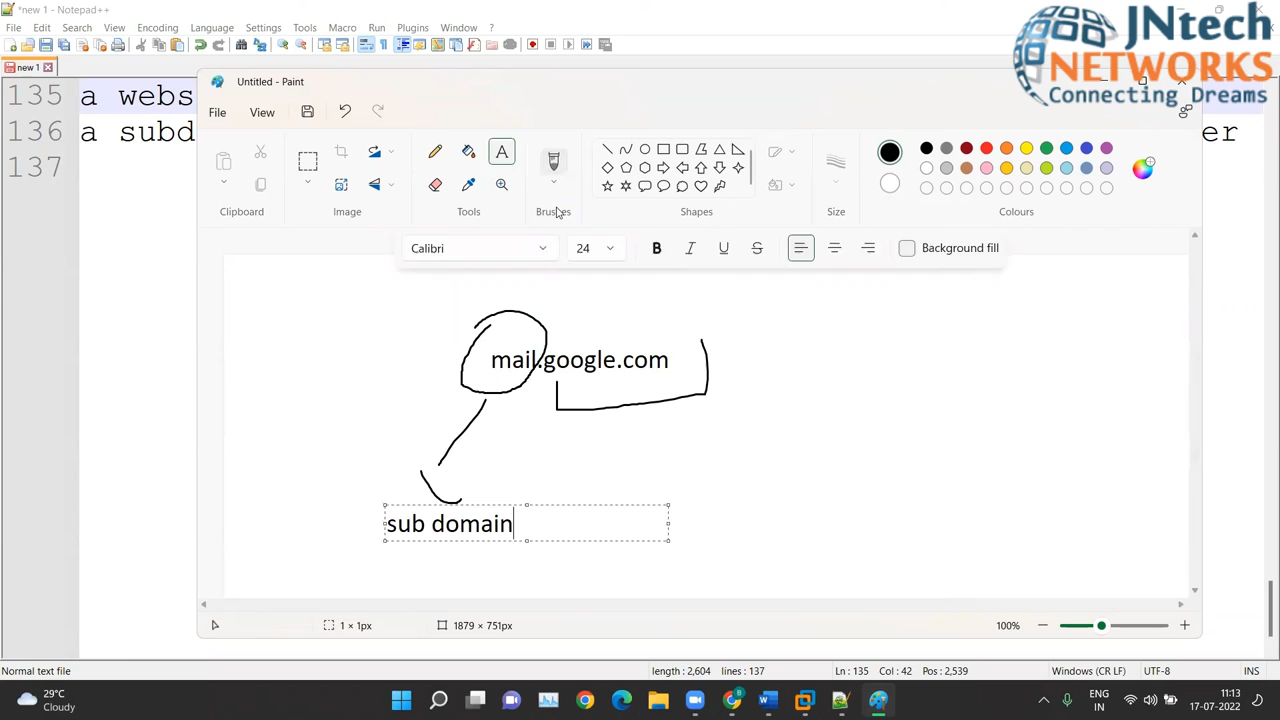 *new 1 - Notepad++
File Edit Search View Encoding Language Settings Tools Macro Run Plugins Window ?
new 1
JNtech
NETWORKS
Connecting Dreams
135 a webs
136 a subd er
137
Untitled - Paint
File View
Clipboard Image Tools Brushes Shapes Size Colours
Calibri 24 B I U S Background fill
mail.google.com
sub domain
1 × 1px 1879 × 751px 100%
Normal text file length : 2,604 lines : 137 Ln : 135 Col : 42 Pos : 2,539 Windows (CR LF) UTF-8 INS
29°C
Cloudy
ENG
IN
11:13
17-07-2022